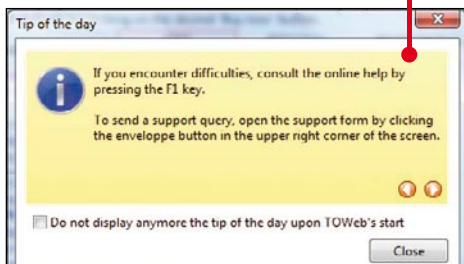 Tip of the day
If you encounter difficulties, consult the online help by
pressing the F1 key.
To send a support query, open the support form by clicking
the enveloppe button in the upper right corner of the screen.
Do not display anymore the tip of the day upon TOWeb's start
Close